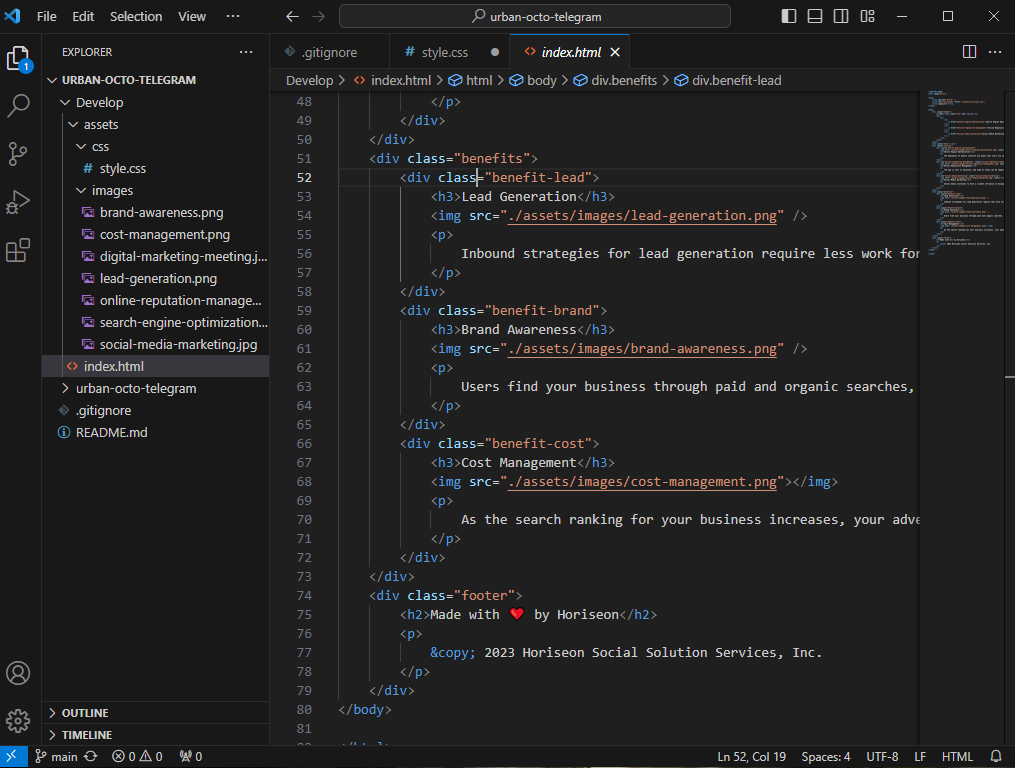 File Edit Selection View ··· urban-octo-telegram
EXPLORER ···
URBAN-OCTO-TELEGRAM
Develop
assets
css
# style.css
images
brand-awareness.png
cost-management.png
digital-marketing-meeting.j...
lead-generation.png
online-reputation-manage...
search-engine-optimization...
social-media-marketing.jpg
<> index.html
urban-octo-telegram
.gitignore
README.md
OUTLINE
TIMELINE
1
.gitignore # style.css ● <> index.html ×
Develop > <> index.html > html > body > div.benefits > div.benefit-lead
48 </p>
49 </div>
50 </div>
51 <div class="benefits">
52 <div class="benefit-lead">
53 <h3>Lead Generation</h3>
54 <img src="./assets/images/lead-generation.png" />
55 <p>
56 Inbound strategies for lead generation require less work for
57 </p>
58 </div>
59 <div class="benefit-brand">
60 <h3>Brand Awareness</h3>
61 <img src="./assets/images/brand-awareness.png" />
62 <p>
63 Users find your business through paid and organic searches,
64 </p>
65 </div>
66 <div class="benefit-cost">
67 <h3>Cost Management</h3>
68 <img src="./assets/images/cost-management.png"></img>
69 <p>
70 As the search ranking for your business increases, your adve
71 </p>
72 </div>
73 </div>
74 <div class="footer">
75 <h2>Made with ❤️ by Horiseon</h2>
76 <p>
77 &copy; 2023 Horiseon Social Solution Services, Inc.
78 </p>
79 </div>
80 </body>
81
main 0 0 0 Ln 52, Col 19 Spaces: 4 UTF-8 LF HTML